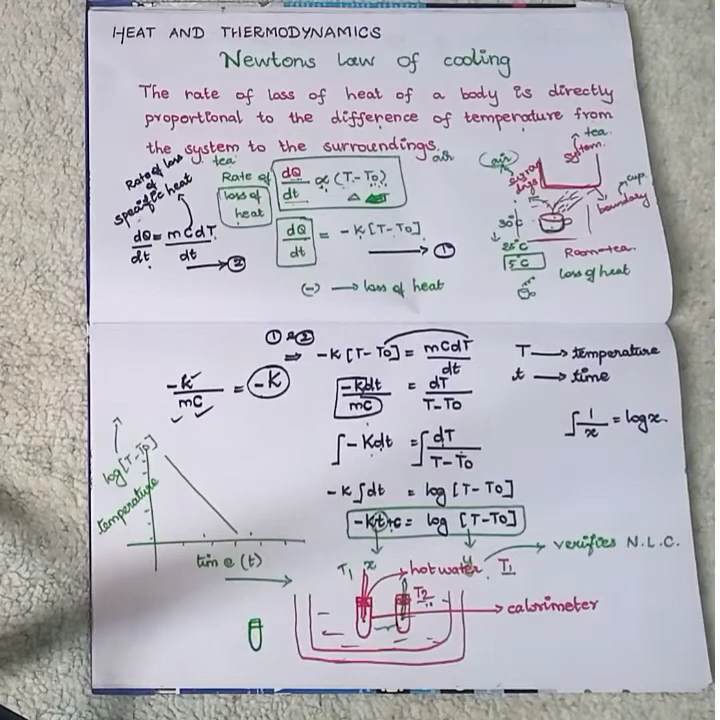 HEAT AND THERMODYNAMICS
Newtons Law of cooling
The rate of loss of heat of a body is directly
proportional to the difference of temperature from
the system to the surroundings.
tea
air
Rate of loss
of
specific heat
dQ/dt = mCdT/dt → ②
Rate of
loss of
heat
dQ/dt ∝ (T-T0)
dQ/dt = -K[T-T0] → ①
(-) → loss of heat
air
tea
system
cup
boundary
30°C
25°C
5°C
Room-tea
loss of heat
① & ②
⇒ -K[T-T0] = mCdT/dt
-K/mC = -K
-Kdt/mC = dT/T-T0
∫-Kdt = ∫dT/T-T0
-K∫dt = log[T-T0]
-Kt+c = log [T-T0]
T → temperature
t → time
∫1/x = logx
log[T-T0]
temperature
time(t)
x
y
verifies N.L.C.
T1
hot water
T1
T2
calorimeter